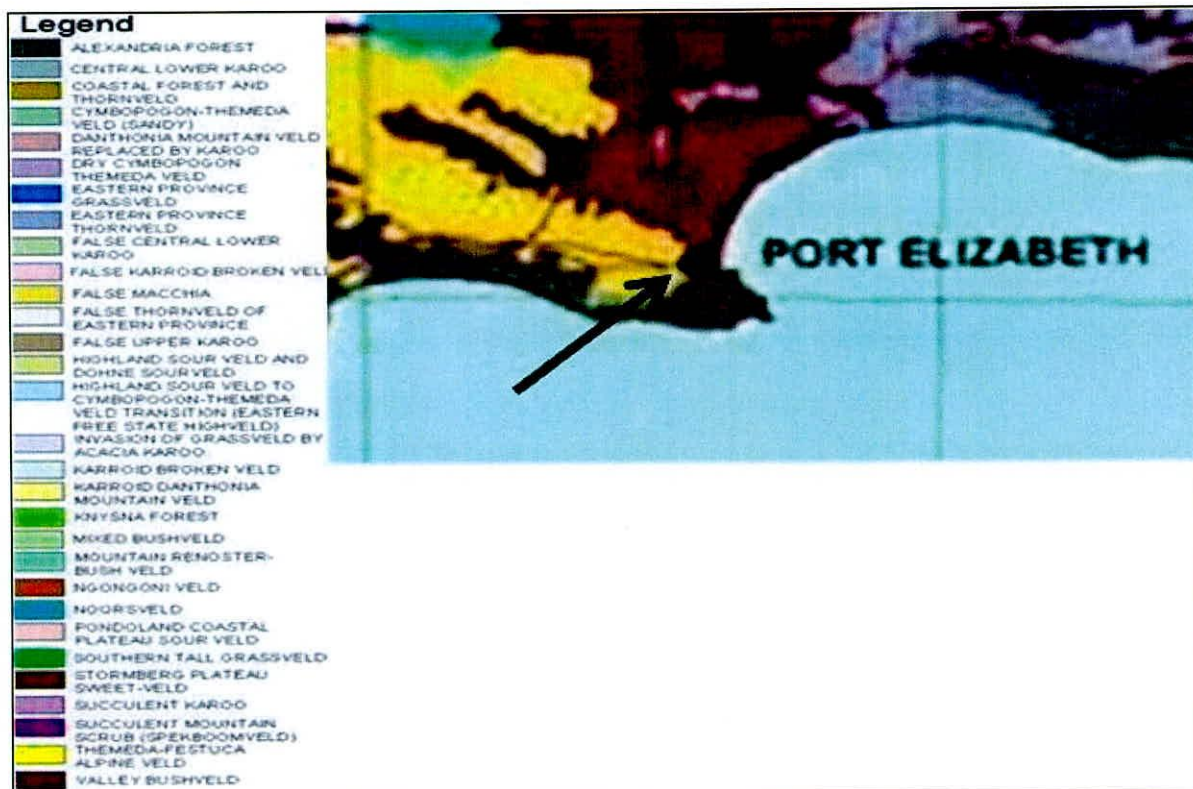 Legend
ALEXANDRIA FOREST
CENTRAL LOWER KAROO
COASTAL FOREST AND
THORNVELD
CYMBOPOGON-THEMEDA
VELD (SANDY)
DANTHONIA MOUNTAIN VELD
REPLACED BY KAROO
DRY CYMBOPOGON
THEMEDA VELD
EASTERN PROVINCE
GRASSVELD
EASTERN PROVINCE
THORNVELD
FALSE CENTRAL LOWER
KAROO
FALSE KARROID BROKEN VEL
FALSE MACCHIA
FALSE THORNVELD OF
EASTERN PROVINCE
FALSE UPPER KAROO
HIGHLAND SOUR VELD AND
DOHNE SOURVELD
HIGHLAND SOUR VELD TO
CYMBOPOGON-THEMEDA
VELD TRANSITION (EASTERN
FREE STATE HIGHVELD)
INVASION OF GRASSVELD BY
ACACIA KAROO
KARROID BROKEN VELD
KARROID DANTHONIA
MOUNTAIN VELD
KNYSNA FOREST
MIXED BUSHVELD
MOUNTAIN RENOSTER-
BUSH VELD
NGONGONI VELD
NOORSVELD
PONDOLAND COASTAL
PLATEAU SOUR VELD
SOUTHERN TALL GRASSVELD
STORMBERG PLATEAU
SWEET-VELD
SUCCULENT KAROO
SUCCULENT MOUNTAIN
SCRUB (SPEKBOOMVELD)
THEMEDA-FESTUCA
ALPINE VELD
VALLEY BUSHVELD
PORT ELIZABETH